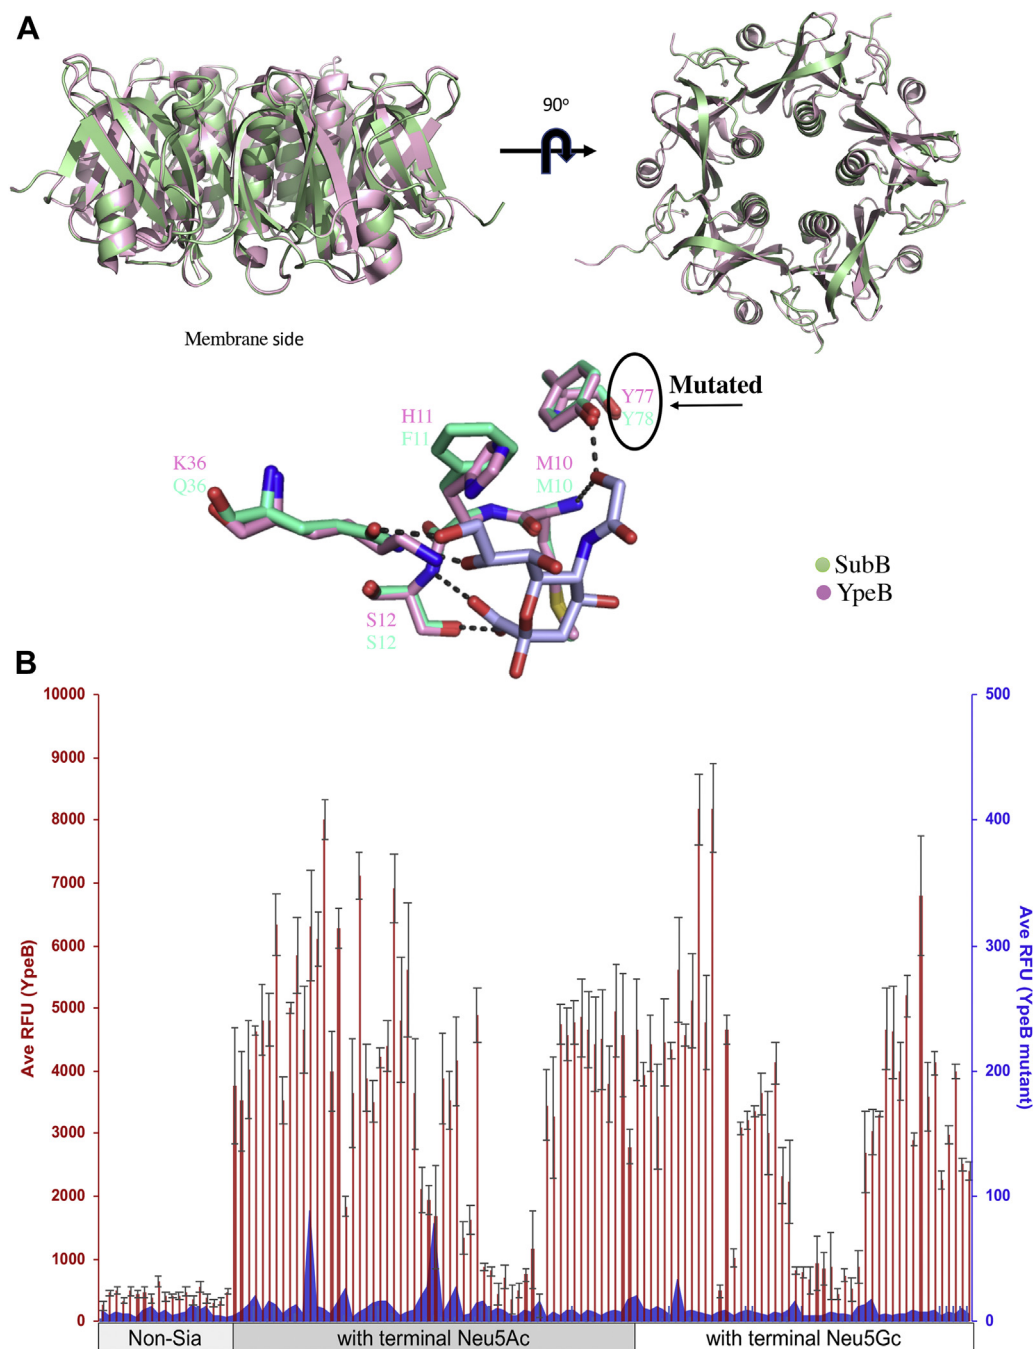 A
90°
Membrane side
Y77
Y78
Mutated
H11
F11
K36
Q36
M10
M10
SubB
YpeB
S12
S12
B
10000
9000
8000
7000
6000
5000
4000
3000
2000
1000
0
Ave RFU (YpeB)
500
400
300
200
100
0
Ave RFU (YpeB mutant)
Non-Sia
with terminal Neu5Ac
with terminal Neu5Gc